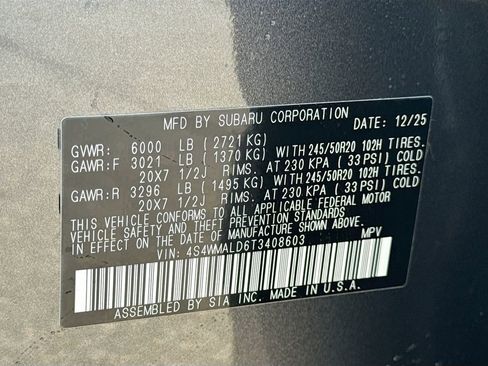 MFD BY SUBARU CORPORATION DATE: 12/25
GVWR: 6000 LB ( 2721 KG)
GAWR:F 3021 LB ( 1370 KG) WITH 245/50R20 102H TIRES.
20X7 1/2J RIMS. AT 230 KPA ( 33 PSI) COLD
GAWR:R 3296 LB ( 1495 KG) WITH 245/50R20 102H TIRES.
20X7 1/2J RIMS. AT 230 KPA ( 33 PSI) COLD
THIS VEHICLE CONFORMS TO ALL APPLICABLE FEDERAL MOTOR
VEHICLE SAFETY AND THEFT PREVENTION STANDARDS
IN EFFECT ON THE DATE OF MANUFACTURE SHOWN ABOVE.
VIN: 4S4WMALD6T3408603 MPV
ASSEMBLED BY SIA INC. MADE IN U.S.A.